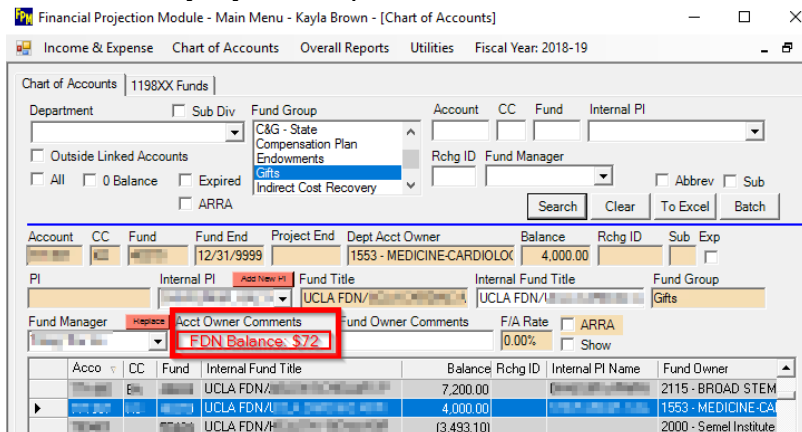 Financial Projection Module - Main Menu - Kayla Brown - [Chart of Accounts]
Income & Expense Chart of Accounts Overall Reports Utilities Fiscal Year: 2018-19
Chart of Accounts 1198XX Funds
Department Sub Div Fund Group Account CC Fund Internal PI
C&G - State
Compensation Plan
Outside Linked Accounts Endowments Rchg ID Fund Manager
All 0 Balance Expired Gifts Abbrev Sub
Indirect Cost Recovery
ARRA Search Clear To Excel Batch
Account CC Fund Fund End Project End Dept Acct Owner Balance Rchg ID Sub Exp
12/31/9999 1553 - MEDICINE-CARDIOLO 4,000.00
PI Internal PI Add New PI Fund Title Internal Fund Title Fund Group
UCLA FDN/ UCLA FDN/ Gifts
Fund Manager Replace Acct Owner Comments Fund Owner Comments F/A Rate ARRA
FDN Balance: $72 0.00% Show
Acco CC Fund Internal Fund Title Balance Rchg ID Internal PI Name Fund Owner
UCLA FDN/ 7,200.00 2115 - BROAD STEM
UCLA FDN/ 4,000.00 1553 - MEDICINE-CA
UCLA FDN/ (3,493.10) 2000 - Semel Institute